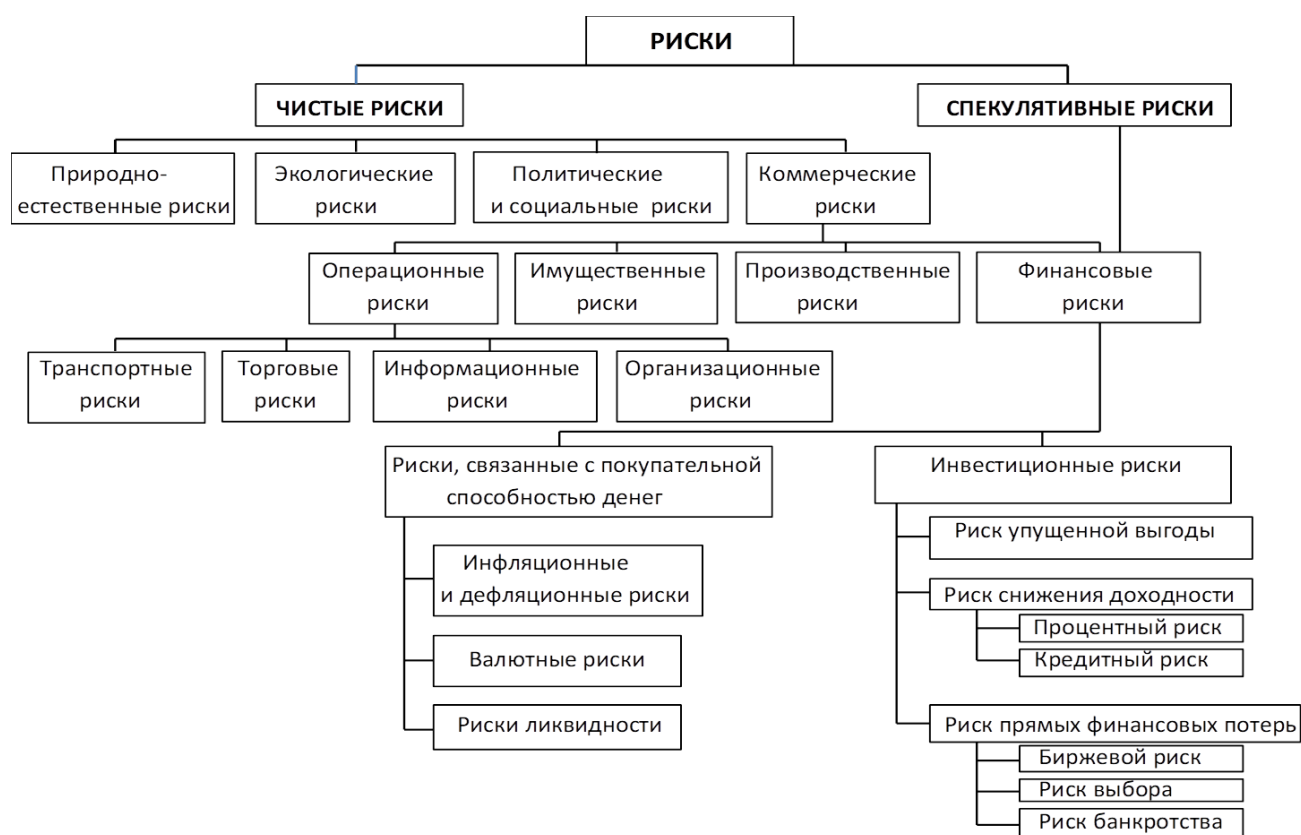 РИСКИ
ЧИСТЫЕ РИСКИ
СПЕКУЛЯТИВНЫЕ РИСКИ
Природно-
естественные риски
Экологические
риски
Политические
и социальные риски
Коммерческие
риски
Операционные
риски
Имущественные
риски
Производственные
риски
Финансовые
риски
Транспортные
риски
Торговые
риски
Информационные
риски
Организационные
риски
Риски, связанные с покупательной
способностью денег
Инфляционные
и дефляционные риски
Валютные риски
Риски ликвидности
Инвестиционные риски
Риск упущенной выгоды
Риск снижения доходности
Процентный риск
Кредитный риск
Риск прямых финансовых потерь
Биржевой риск
Риск выбора
Риск банкротства